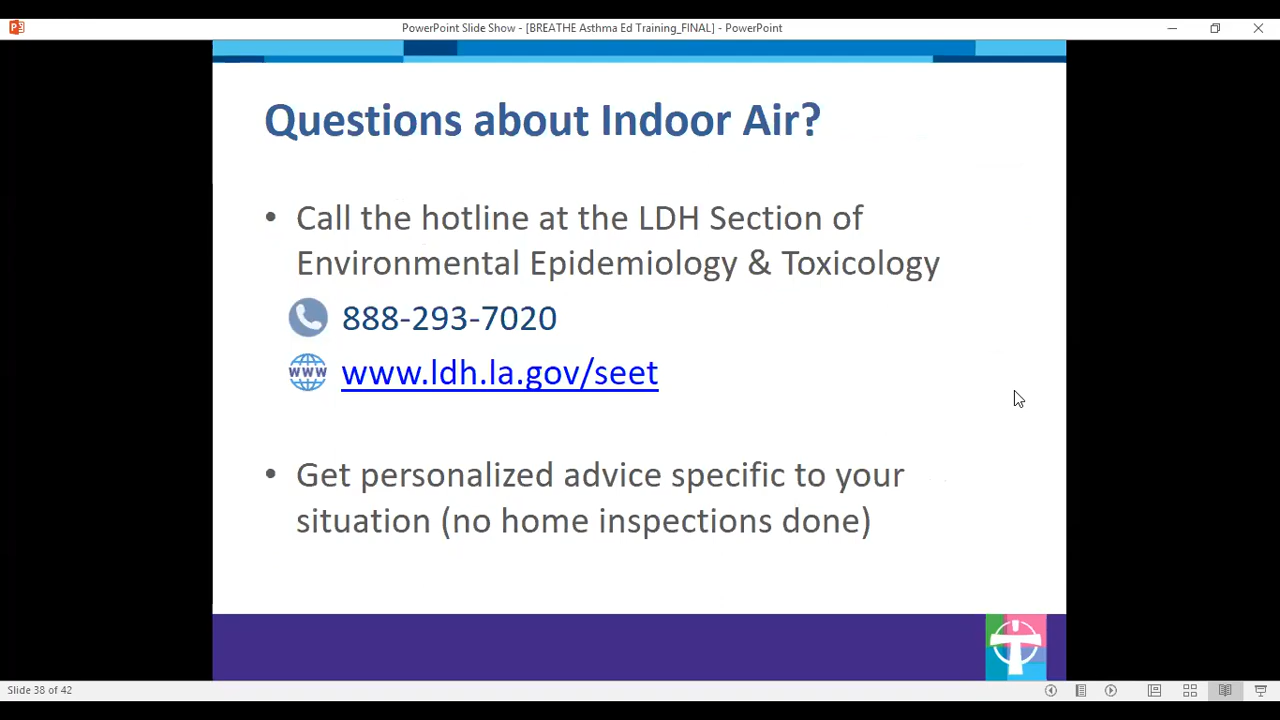 PowerPoint Slide Show - [BREATHE Asthma Ed Training_FINAL] - PowerPoint
Questions about Indoor Air?
• Call the hotline at the LDH Section of
Environmental Epidemiology & Toxicology
888-293-7020
www
www.ldh.la.gov/seet
• Get personalized advice specific to your
situation (no home inspections done)
Slide 38 of 42